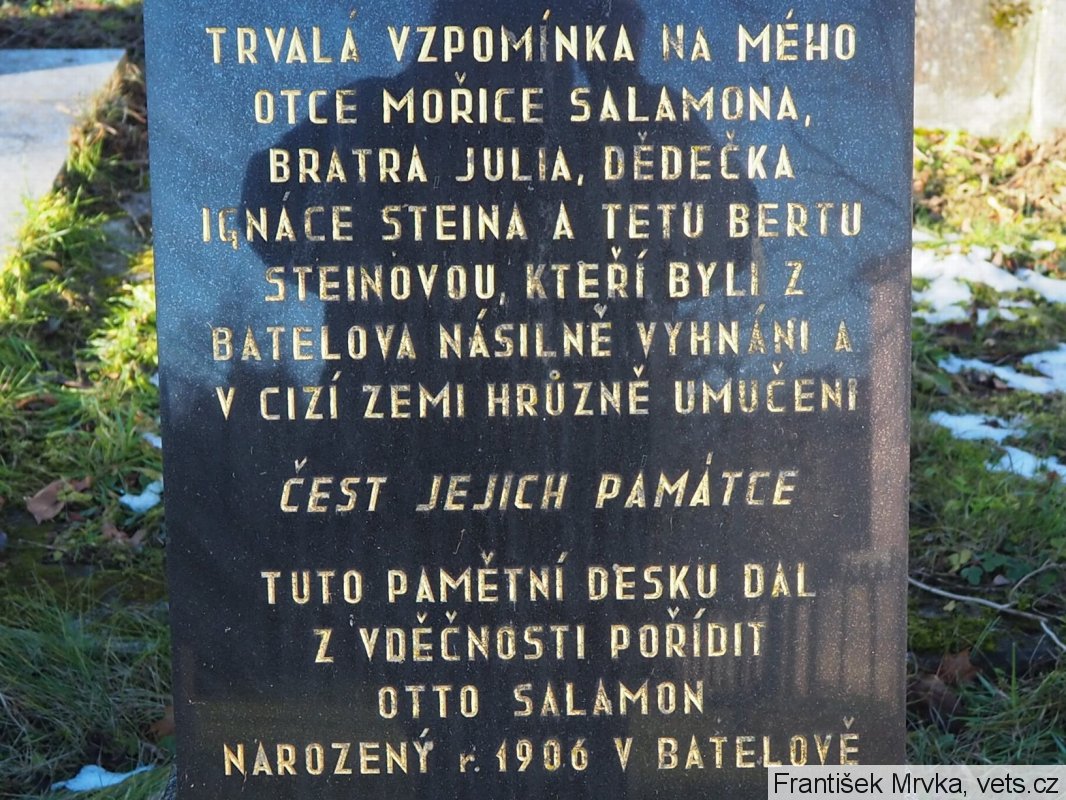 TRVALÁ VZPOMÍNKA NA MÉHO
OTCE MOŘICE SALAMONA,
BRATRA JULIA, DĚDEČKA
IGNÁCE STEINA A TETU BERTU
STEINOVOU, KTEŘÍ BYLI Z
BATELOVA NÁSILNĚ VYHNÁNI A
V CIZÍ ZEMI HRŮZNĚ UMUČENI
ČEST JEJICH PAMÁTCE
TUTO PAMĚTNÍ DESKU DAL
Z VDĚČNOSTI POŘÍDIT
OTTO SALAMON
NAROZENÝ r. 1906 V BATELOVĚ
František Mrvka, vets.cz